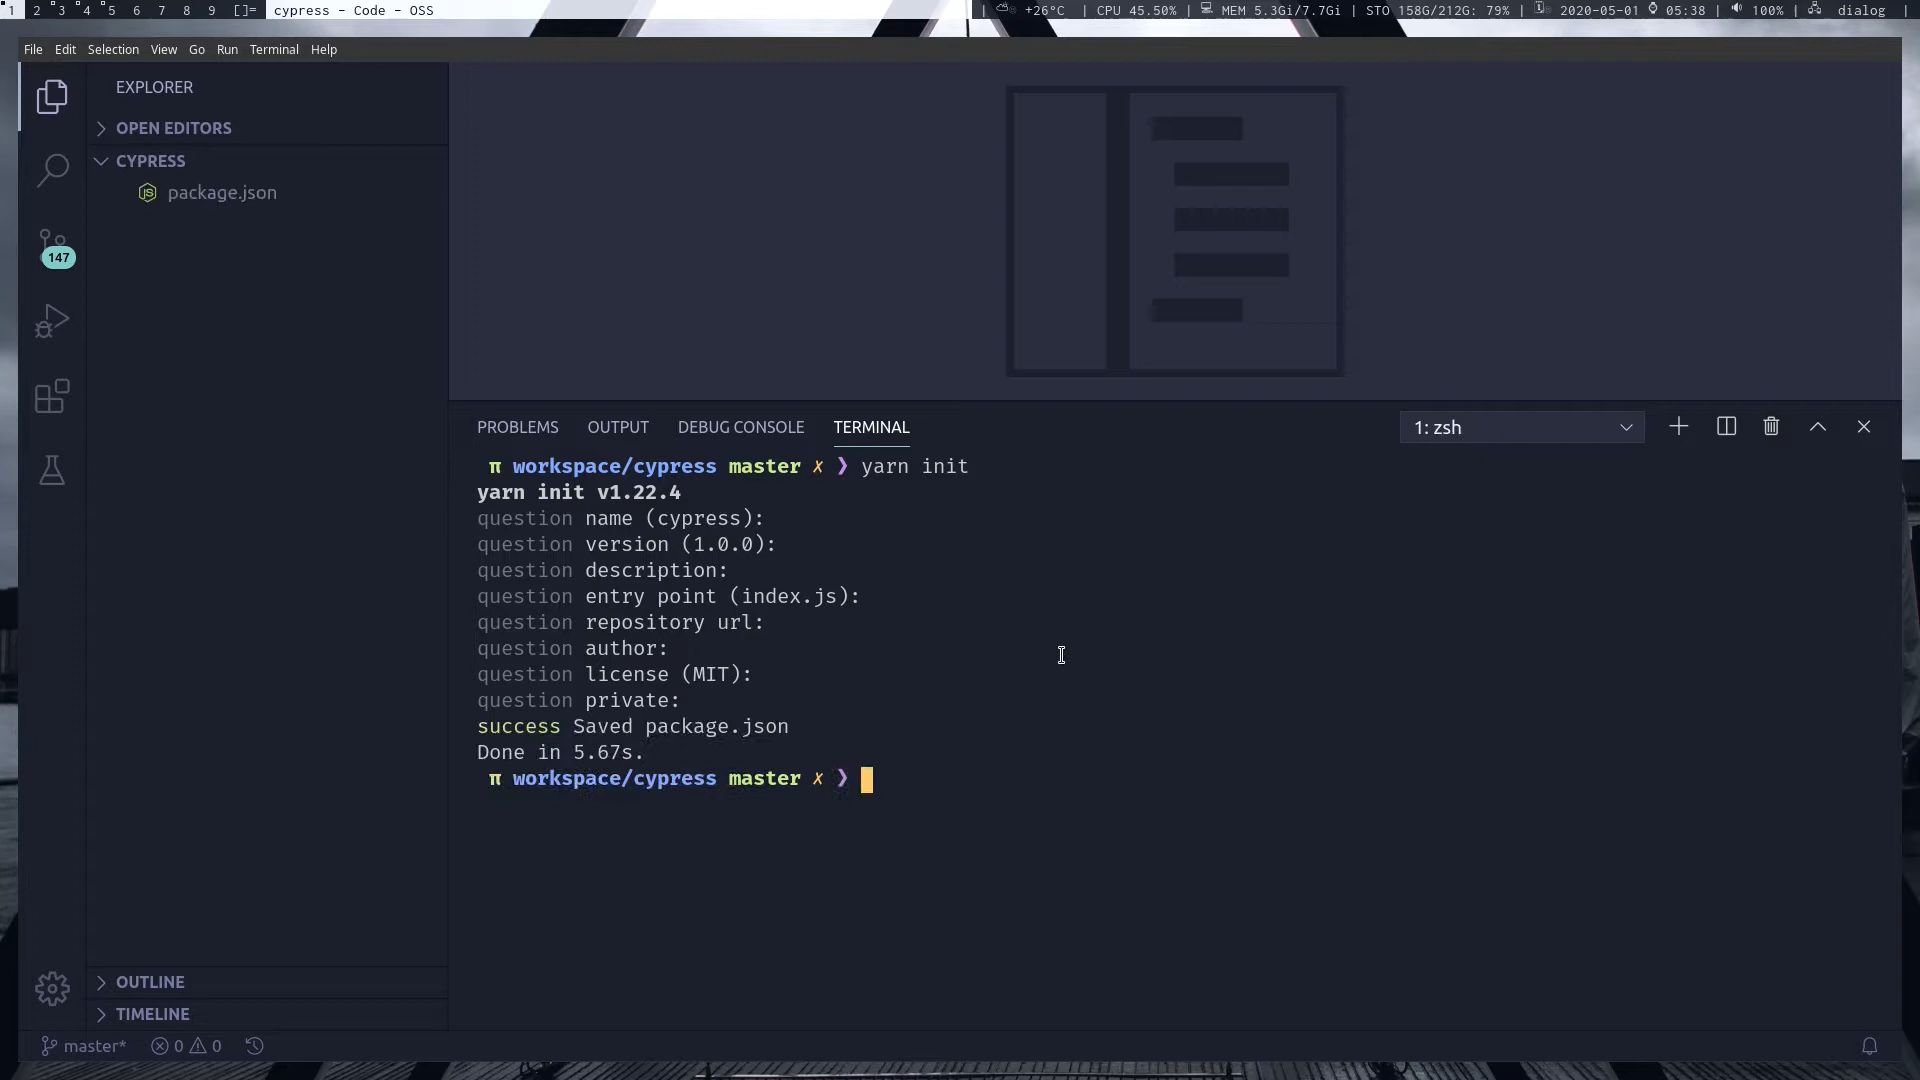 1 2 3 4 5 6 7 8 9 []= cypress - Code - OSS | +26°C | CPU 45.50% | MEM 5.3Gi/7.7Gi | STO 158G/212G: 79% | 2020-05-01 05:38 | 100% | dialog |
File Edit Selection View Go Run Terminal Help
EXPLORER
OPEN EDITORS
CYPRESS
package.json
147
OUTLINE
TIMELINE
PROBLEMS OUTPUT DEBUG CONSOLE TERMINAL 1: zsh
π workspace/cypress master ✗ ❯ yarn init
yarn init v1.22.4
question name (cypress):
question version (1.0.0):
question description:
question entry point (index.js):
question repository url:
question author:
question license (MIT):
question private:
success Saved package.json
Done in 5.67s.
π workspace/cypress master ✗ ❯
master* 0 0